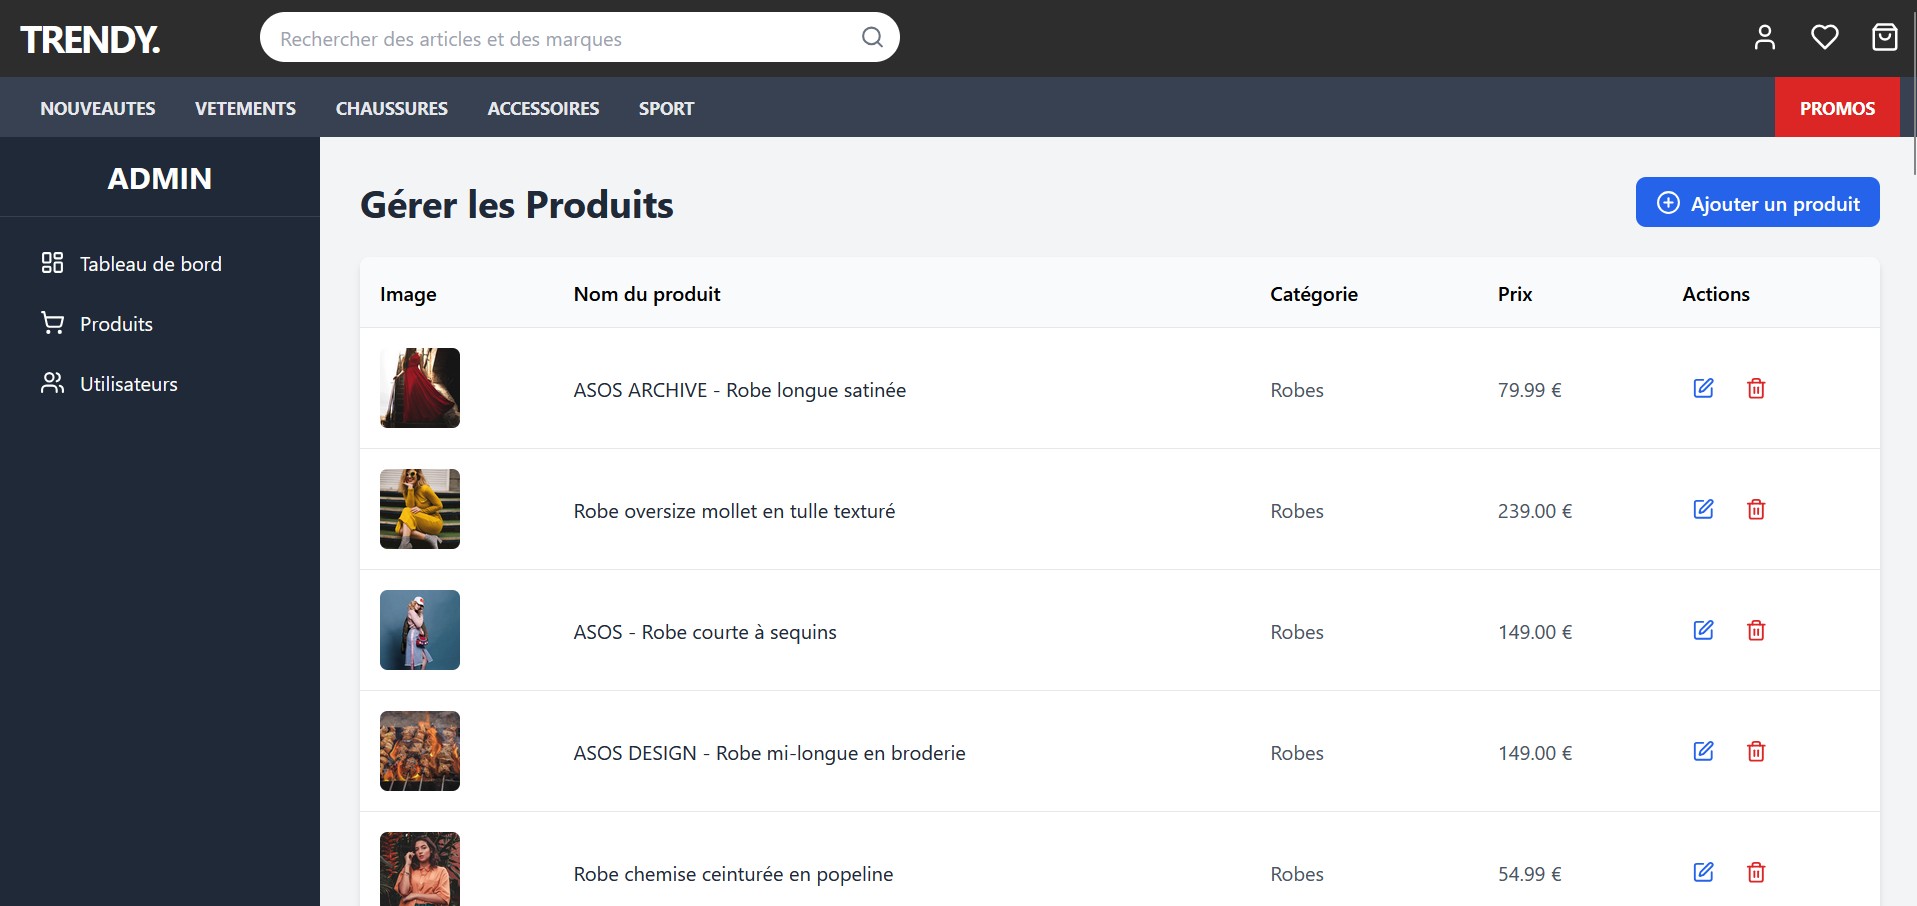 TRENDY.
Rechercher des articles et des marques
NOUVEAUTES VETEMENTS CHAUSSURES ACCESSOIRES SPORT PROMOS
ADMIN
Tableau de bord
Produits
Utilisateurs
Gérer les Produits
Ajouter un produit
Image Nom du produit Catégorie Prix Actions
ASOS ARCHIVE - Robe longue satinée Robes 79.99 €
Robe oversize mollet en tulle texturé Robes 239.00 €
ASOS - Robe courte à sequins Robes 149.00 €
ASOS DESIGN - Robe mi-longue en broderie Robes 149.00 €
Robe chemise ceinturée en popeline Robes 54.99 €